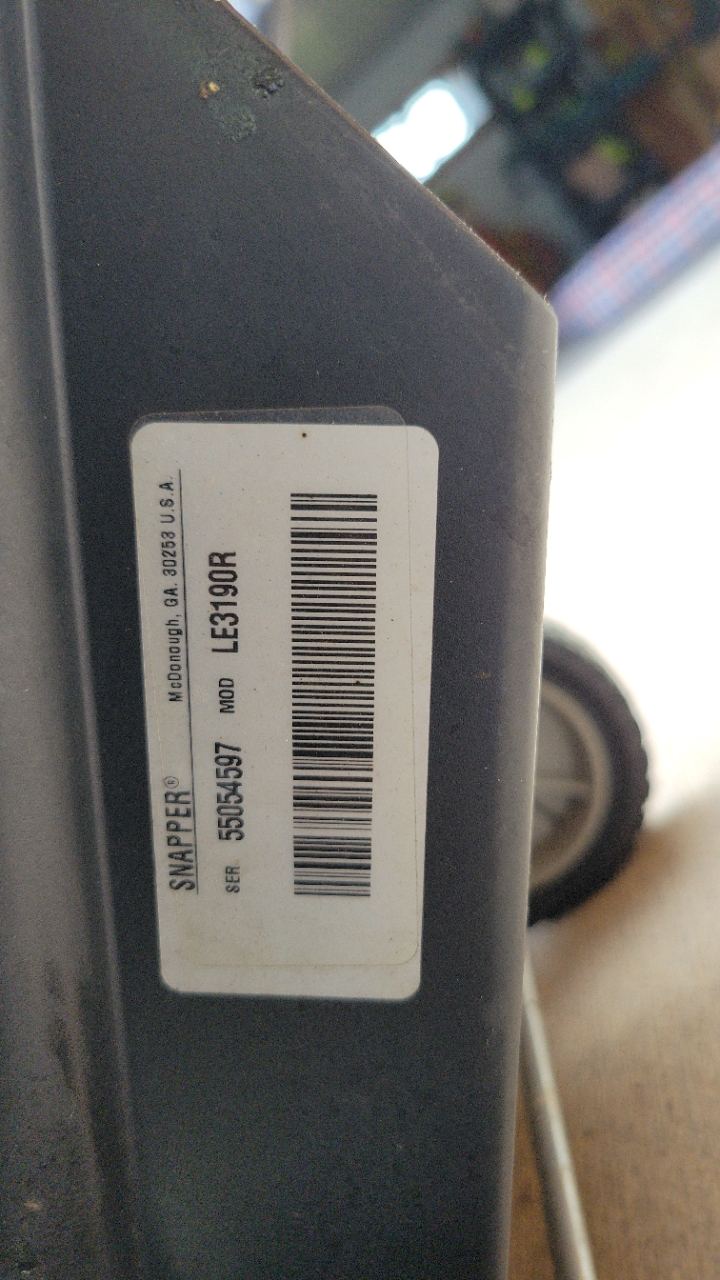 SNAPPER® McDonough, GA. 30253 U.S.A.
SER 55054597 MOD LE3190R